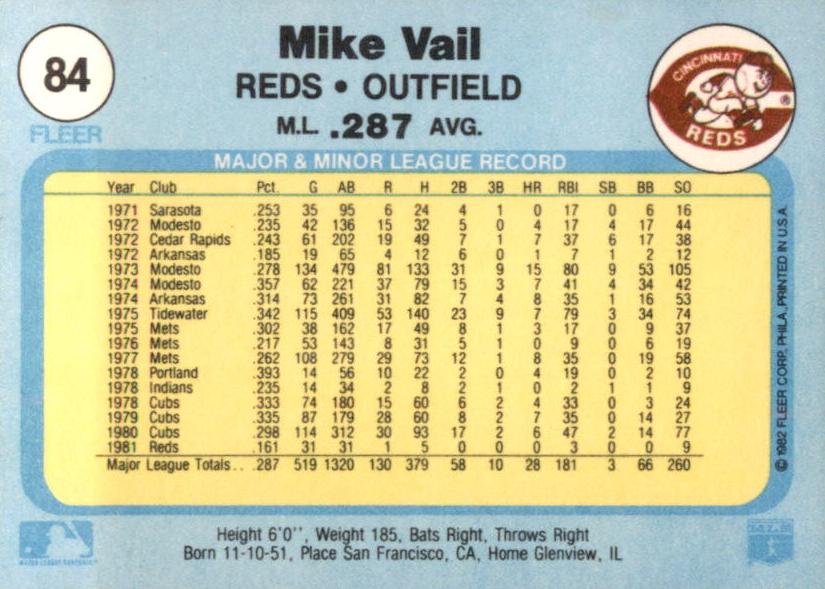 84
FLEER
Mike Vail
REDS • OUTFIELD
M.L. .287 AVG.
CINCINNATI
REDS
®
MAJOR & MINOR LEAGUE RECORD
Year Club Pct. G AB R H 2B 3B HR RBI SB BB SO
1971 Sarasota .253 35 95 6 24 4 1 0 17 0 6 16
1972 Modesto .235 42 136 15 32 5 0 4 17 4 17 44
1972 Cedar Rapids .243 61 202 19 49 7 1 7 37 6 17 38
1972 Arkansas .185 19 65 4 12 6 0 1 7 1 2 12
1973 Modesto .278 134 479 81 133 31 9 15 80 9 53 105
1974 Modesto .357 62 221 37 79 15 3 7 41 4 34 42
1974 Arkansas .314 73 261 31 82 7 4 8 35 1 16 53
1975 Tidewater .342 115 409 53 140 23 9 7 79 3 34 74
1975 Mets .302 38 162 17 49 8 1 3 17 0 9 37
1976 Mets .217 53 143 8 31 5 1 0 9 0 6 19
1977 Mets .262 108 279 29 73 12 1 8 35 0 19 58
1978 Portland .393 14 56 10 22 2 0 4 19 0 2 10
1978 Indians .235 14 34 2 8 2 1 0 2 1 1 9
1978 Cubs .333 74 180 15 60 6 2 4 33 0 3 24
1979 Cubs .335 87 179 28 60 8 2 7 35 0 14 27
1980 Cubs .298 114 312 30 93 17 2 6 47 2 14 77
1981 Reds .161 31 31 1 5 0 0 0 3 0 0 9
Major League Totals .. .287 519 1320 130 379 58 10 28 181 3 66 260
© 1982 FLEER CORP. PHILA. PRINTED IN U.S.A.
Height 6'0'', Weight 185, Bats Right, Throws Right
Born 11-10-51, Place San Francisco, CA, Home Glenview, IL